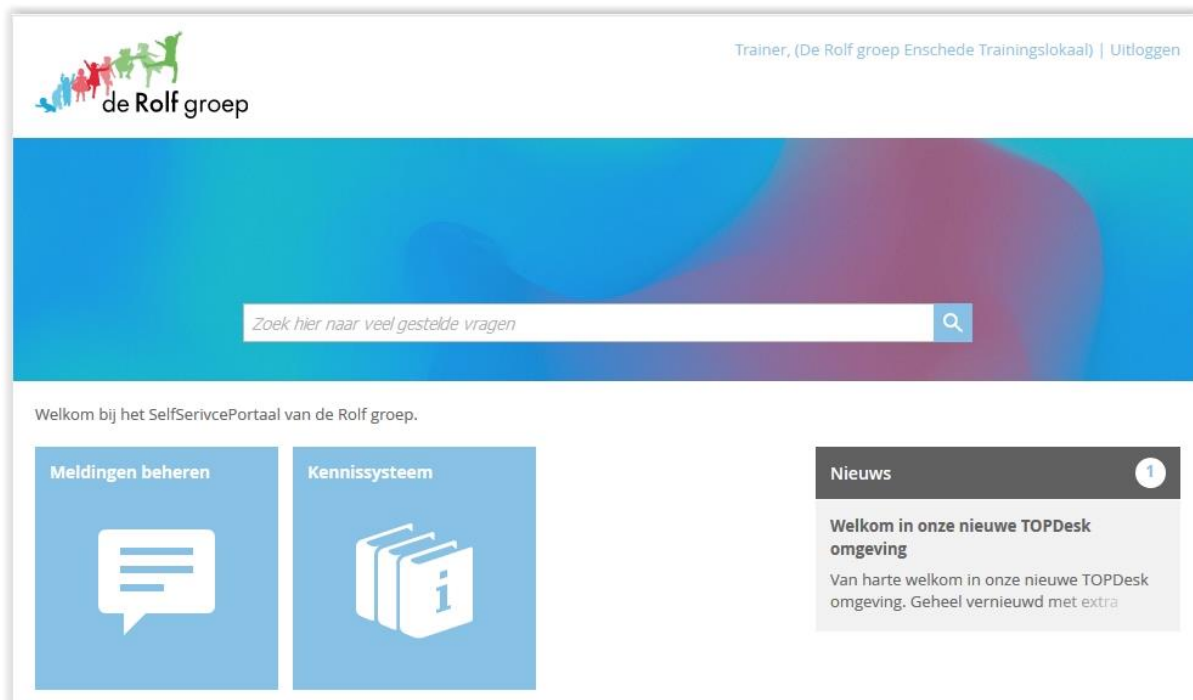 de Rolf groep
Trainer, (De Rolf groep Enschede Trainingslokaal) | Uitloggen
Zoek hier naar veel gestelde vragen
Welkom bij het SelfSerivcePortaal van de Rolf groep.
Meldingen beheren
Kennissysteem
i
Nieuws 1
Welkom in onze nieuwe TOPDesk
omgeving
Van harte welkom in onze nieuwe TOPDesk
omgeving. Geheel vernieuwd met extra